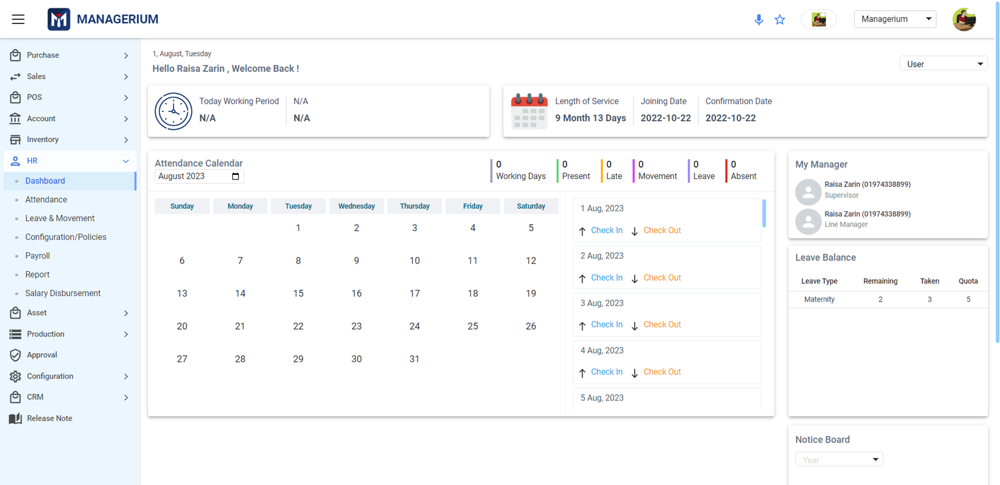 MANAGERIUM
Managerium
Purchase
Sales
POS
Account
Inventory
HR
Dashboard
Attendance
Leave & Movement
Configuration/Policies
Payroll
Report
Salary Disbursement
Asset
Production
Approval
Configuration
CRM
Release Note
1, August, Tuesday
Hello Raisa Zarin , Welcome Back !
User
Today Working Period
N/A
N/A
N/A
Length of Service
9 Month 13 Days
Joining Date
2022-10-22
Confirmation Date
2022-10-22
Attendance Calendar
August 2023
0
Working Days
0
Present
0
Late
0
Movement
0
Leave
0
Absent
Sunday Monday Tuesday Wednesday Thursday Friday Saturday
1 2 3 4 5
6 7 8 9 10 11 12
13 14 15 16 17 18 19
20 21 22 23 24 25 26
27 28 29 30 31
1 Aug, 2023
Check In Check Out
2 Aug, 2023
Check In Check Out
3 Aug, 2023
Check In Check Out
4 Aug, 2023
Check In Check Out
5 Aug, 2023
My Manager
Raisa Zarin (01974338899)
Supervisor
Raisa Zarin (01974338899)
Line Manager
Leave Balance
Leave Type Remaining Taken Quota
Maternity 2 3 5
Notice Board
Year